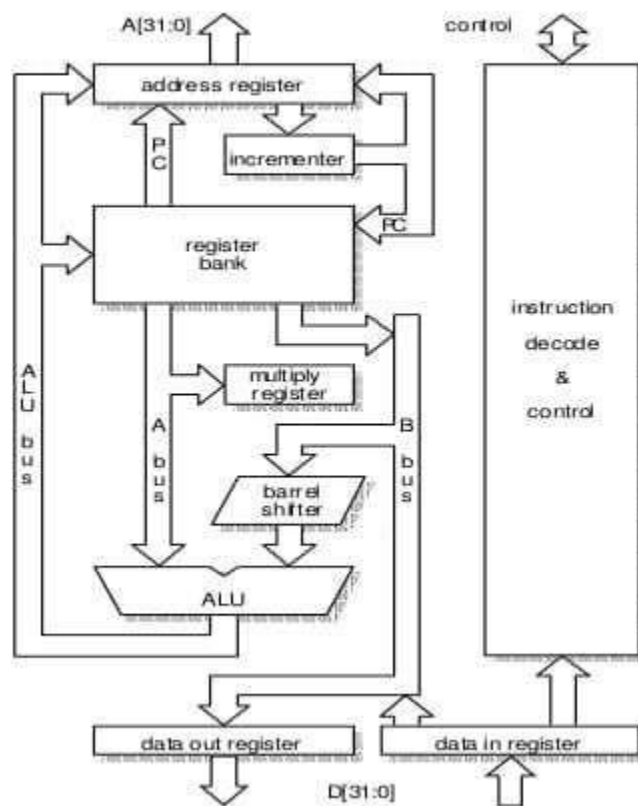 A[31:0]
control
address register
P
C
incrementer
PC
register
bank
instruction
decode
&
control
multiply
register
A
L
U
b
u
s
A
b
u
s
B
b
u
s
barrel
shifter
ALU
data out register
data in register
D[31:0]